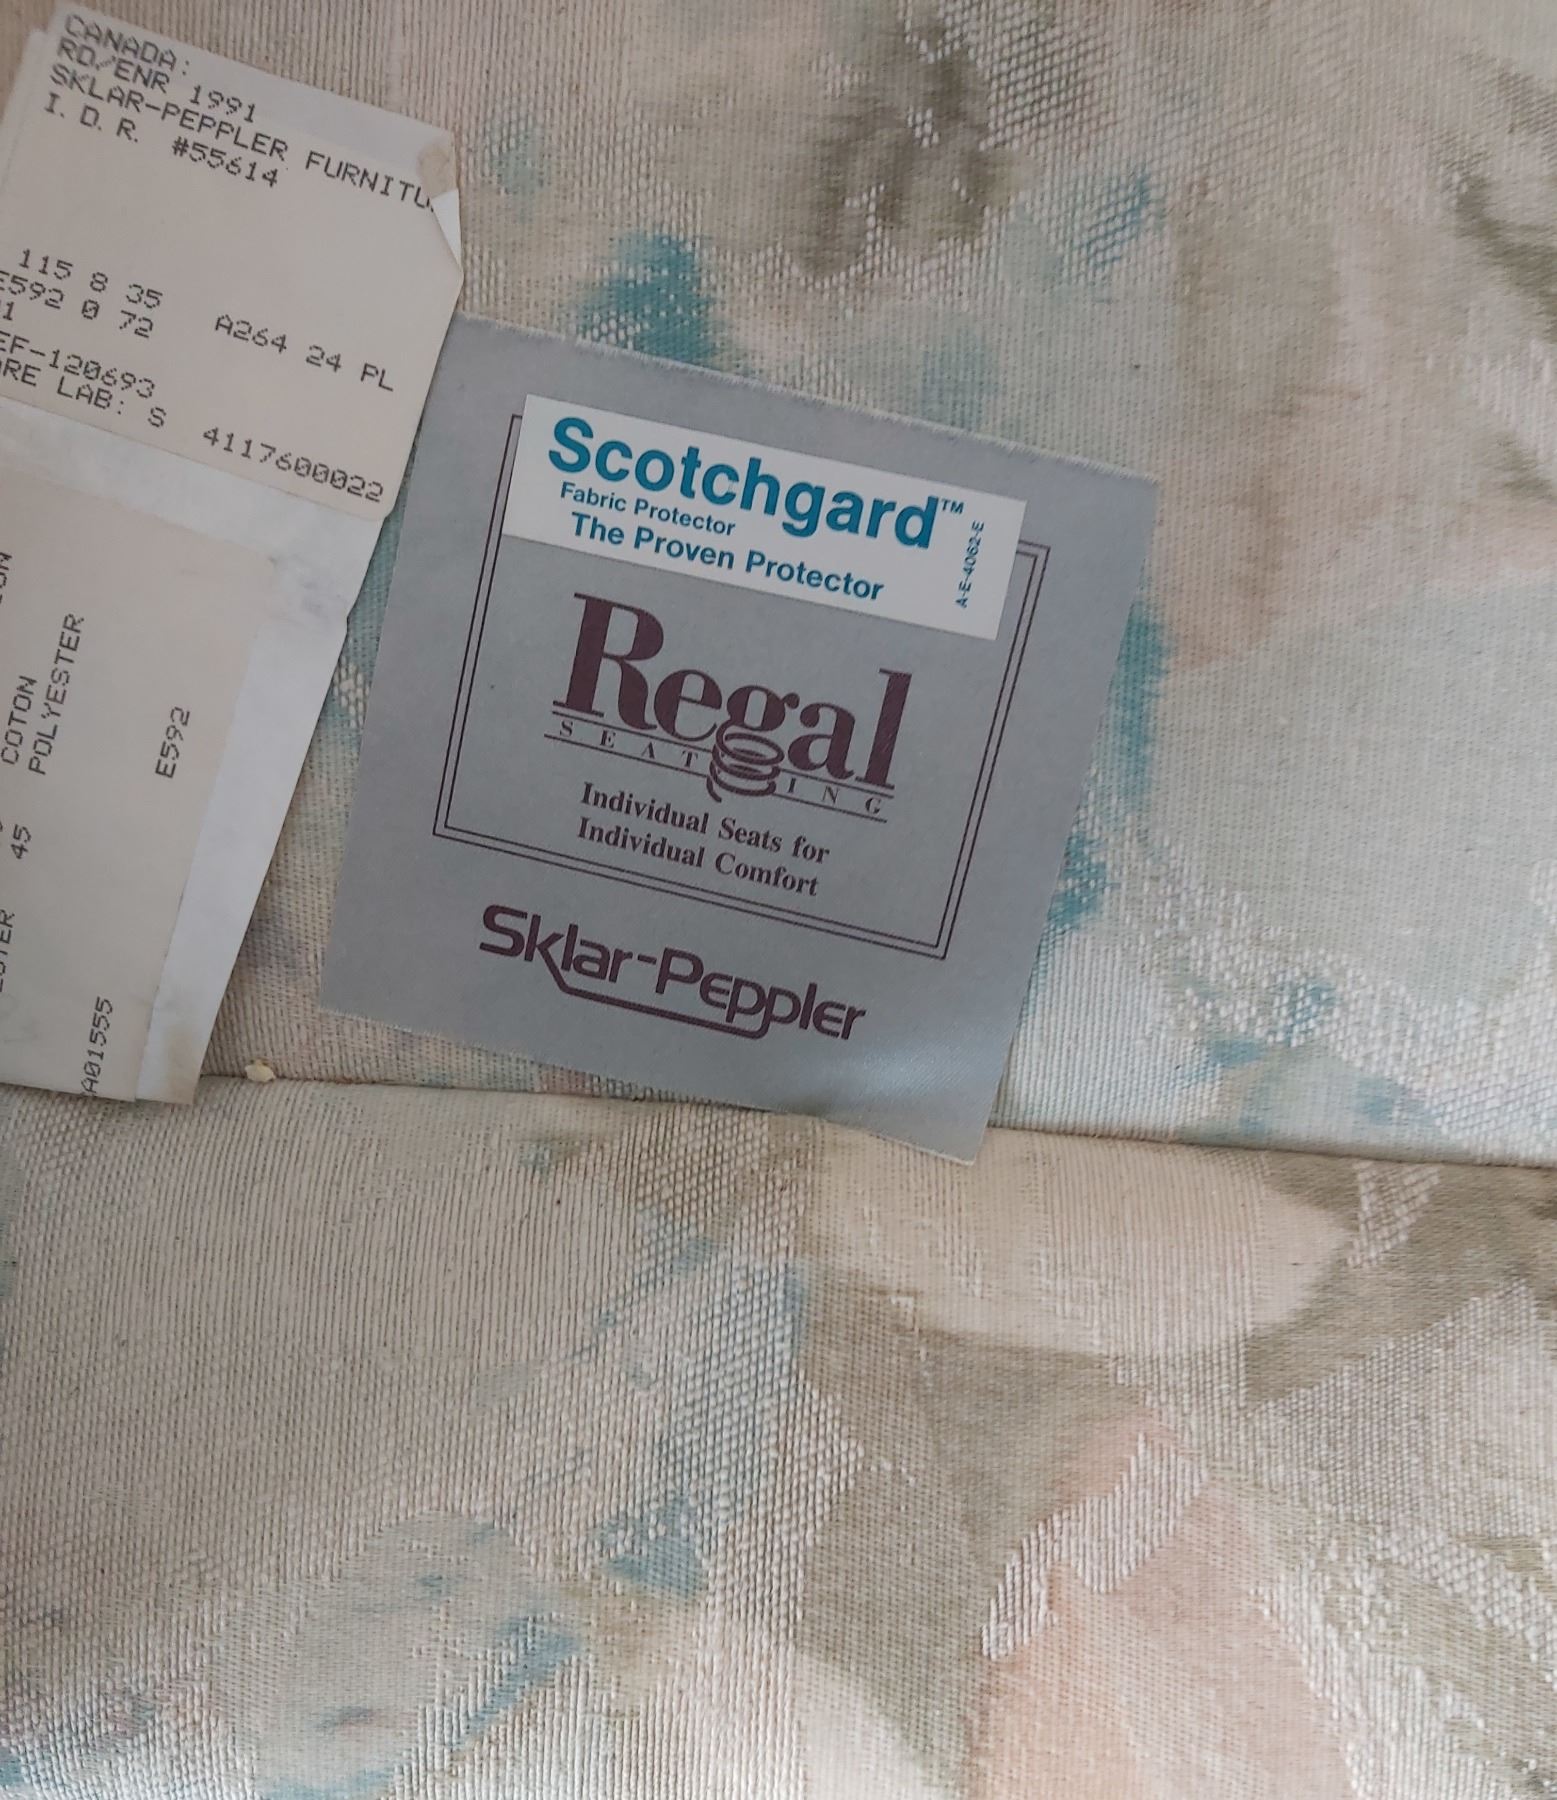 CANADA:
RD/ENR 1991
SKLAR-PEPPLER FURNITU
I. D. R. #55614
115 8 35
E592 0 72 A264 24 PL
1
EF-120693
ARE LAB: S 4117600022
COTON
45 POLYESTER
E592
A01555
Scotchgard™
Fabric Protector
The Proven Protector
A-E-4062-E
Regal
SEATING
Individual Seats for
Individual Comfort
Sklar-Peppler